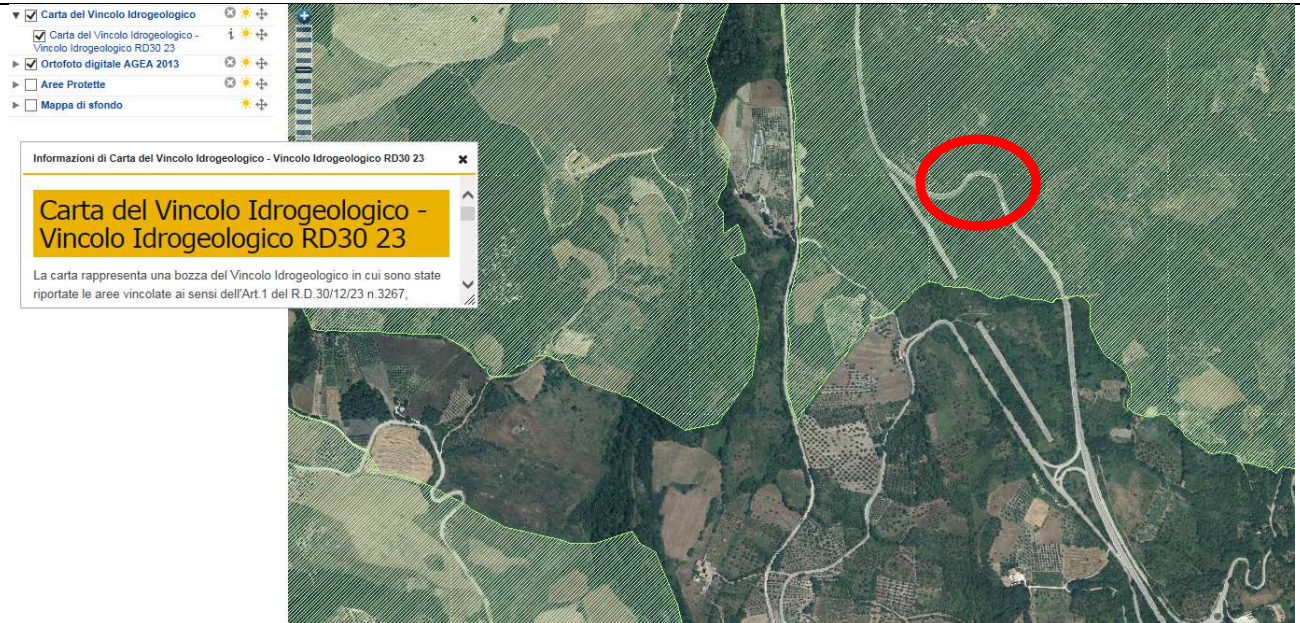 Carta del Vincolo Idrogeologico
Carta del Vincolo Idrogeologico -
Vincolo Idrogeologico RD30 23
Ortofoto digitale AGEA 2013
Aree Protette
Mappa di sfondo
Informazioni di Carta del Vincolo Idrogeologico - Vincolo Idrogeologico RD30 23
Carta del Vincolo Idrogeologico -
Vincolo Idrogeologico RD30 23
La carta rappresenta una bozza del Vincolo Idrogeologico in cui sono state
riportate le aree vincolate ai sensi dell'Art.1 del R.D.30/12/23 n.3267,